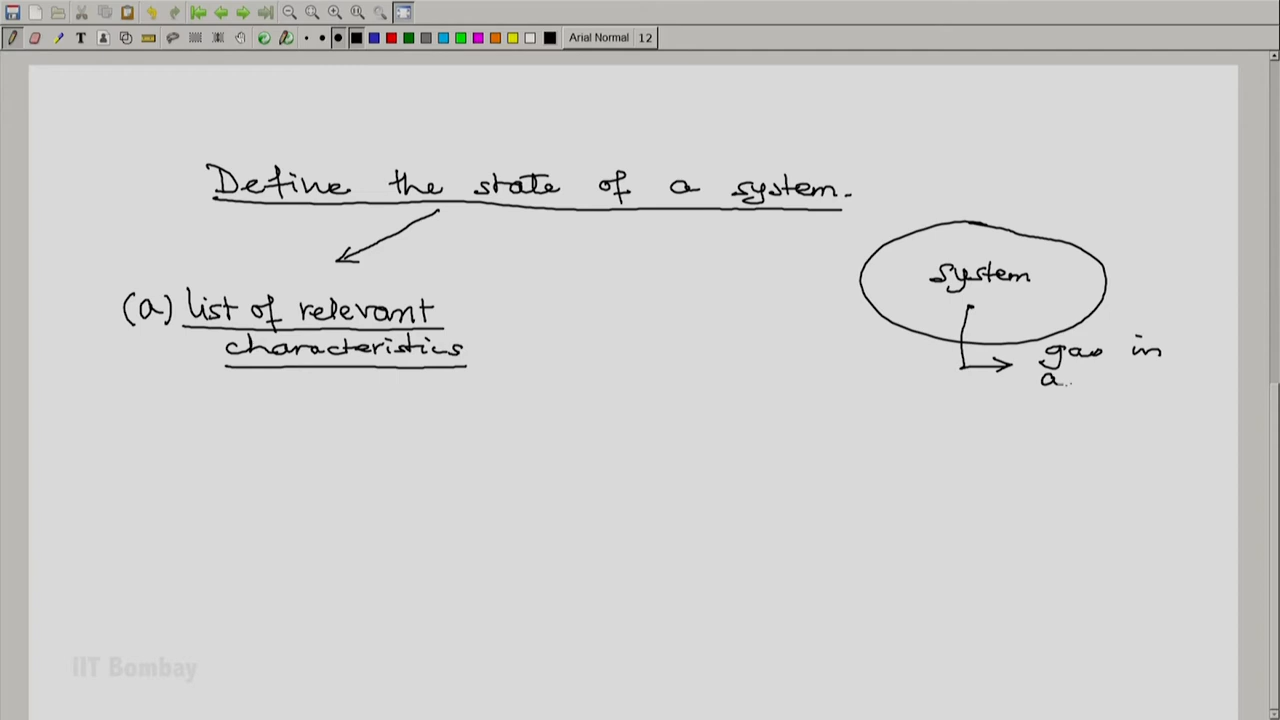 Arial Normal 12
Define the state of a system.
(a) list of relevant
characteristics
system
gas in
a..
IIT Bombay